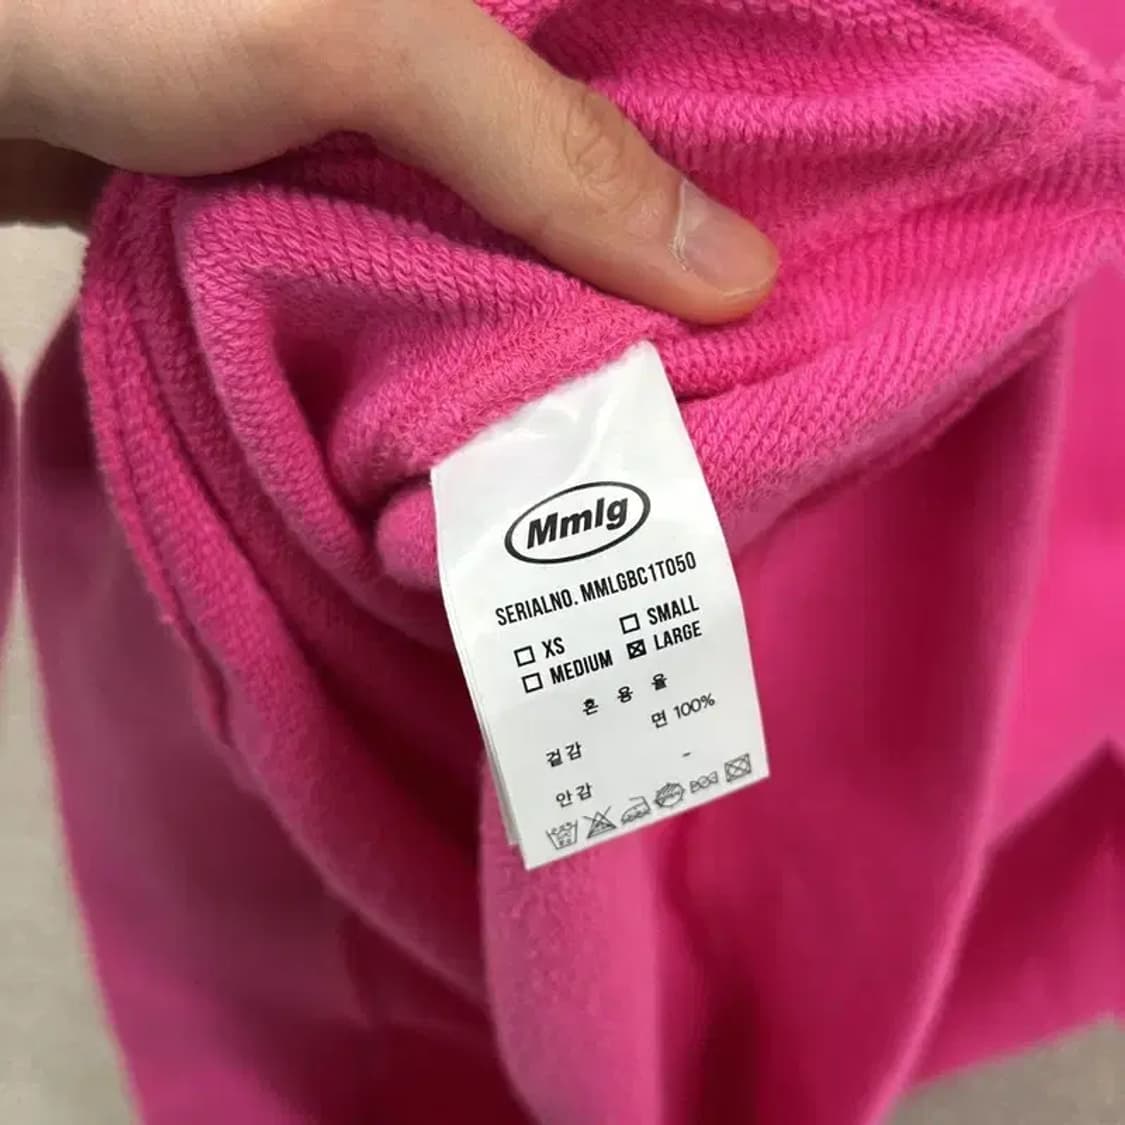 Mmlg
SERIALNO. MMLGBC1T050
XS SMALL
MEDIUM LARGE
혼 용 율
면 100%
겉감 -
안감